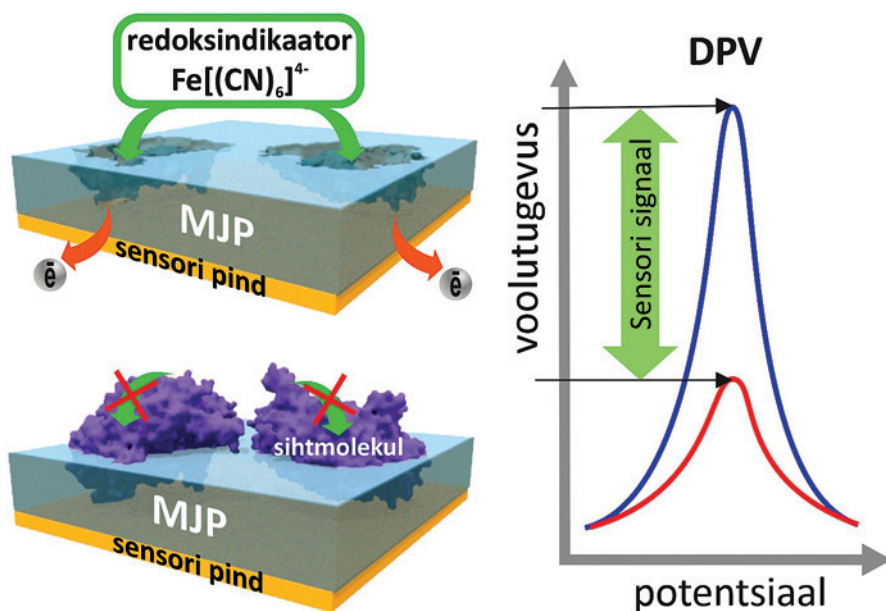 redoksindikaator
Fe[(CN)₆]⁴⁻
MJP
sensori pind
ē
ē
sihtmolekul
MJP
sensori pind
DPV
voolutugevus
Sensori signaal
potentsiaal